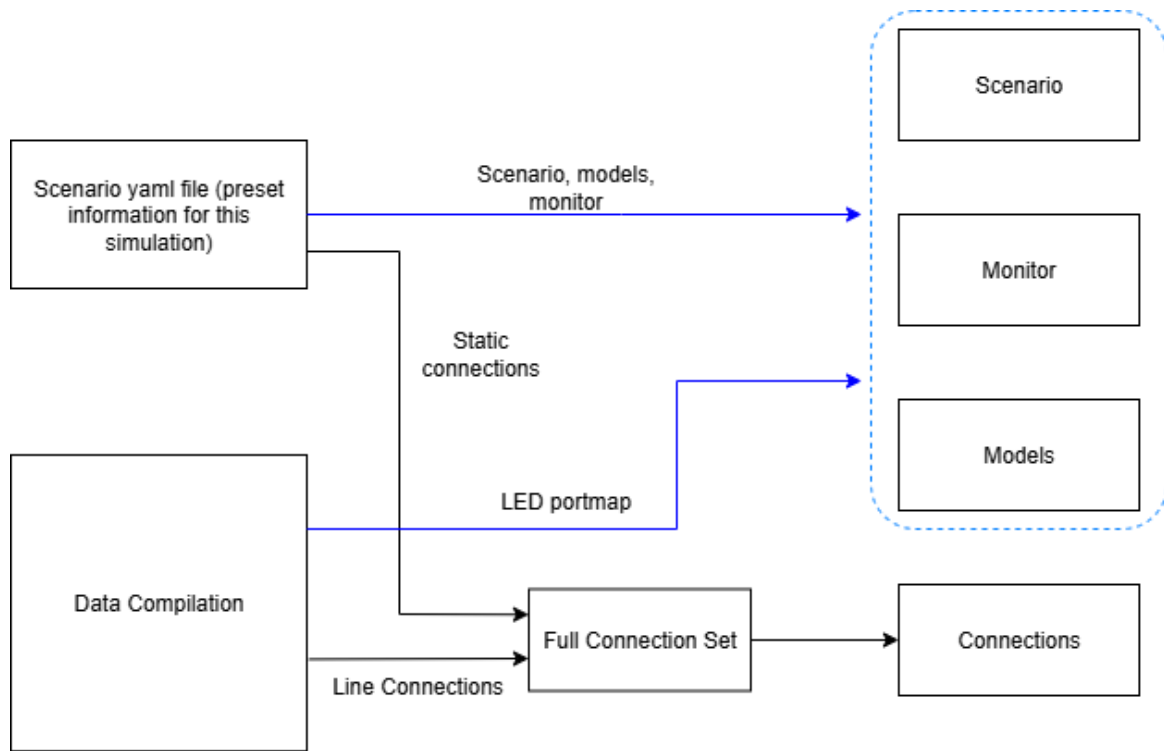 Scenario
Scenario yaml file (preset
information for this
simulation)
Scenario, models,
monitor
Monitor
Static
connections
Models
LED portmap
Data Compilation
Full Connection Set
Connections
Line Connections